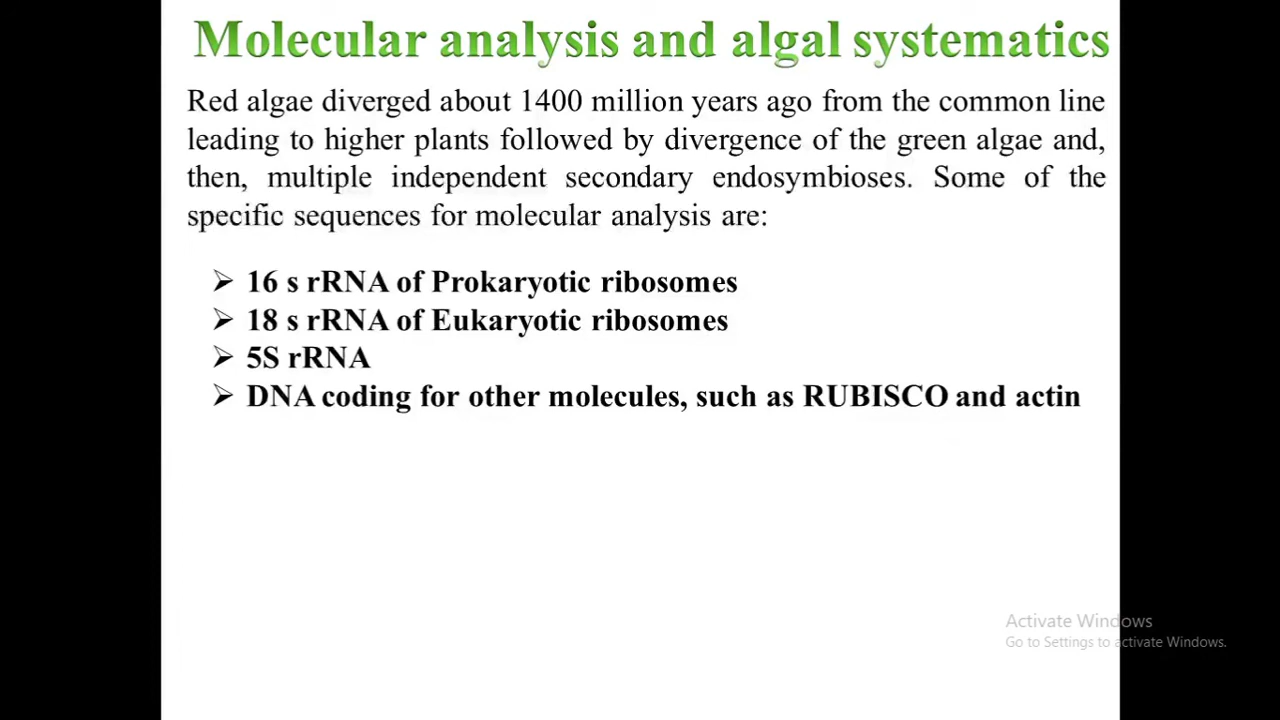 Molecular analysis and algal systematics
Red algae diverged about 1400 million years ago from the common line
leading to higher plants followed by divergence of the green algae and,
then, multiple independent secondary endosymbioses. Some of the
specific sequences for molecular analysis are:
➢ 16 s rRNA of Prokaryotic ribosomes
➢ 18 s rRNA of Eukaryotic ribosomes
➢ 5S rRNA
➢ DNA coding for other molecules, such as RUBISCO and actin
Activate Windows
Go to Settings to activate Windows.